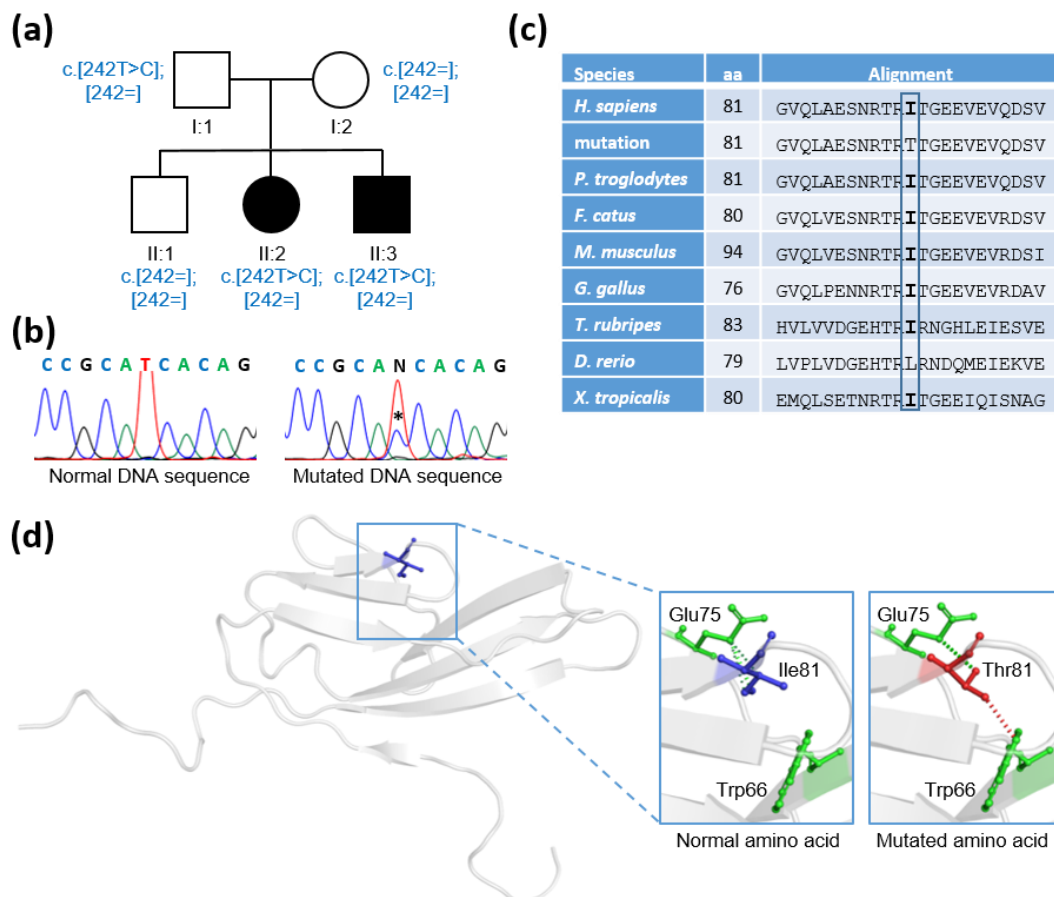 (a)
c.[242T>C];
[242=]
c.[242=];
[242=]
I:1
I:2
II:1
II:2
II:3
c.[242=];
[242=]
c.[242T>C];
[242=]
c.[242T>C];
[242=]
(b)
C C G C A T C A C A G
C C G C A N C A C A G
*
Normal DNA sequence
Mutated DNA sequence
(c)
Species aa Alignment
H. sapiens 81 GVQLAESNRTRITGEEVEVQDSV
mutation 81 GVQLAESNRTRTTGEEVEVQDSV
P. troglodytes 81 GVQLAESNRTRITGEEVEVQDSV
F. catus 80 GVQLVESNRTRITGEEVEVRDSV
M. musculus 94 GVQLVESNRTRITGEEVEVRDSI
G. gallus 76 GVQLPENNRTRITGEEVEVRDAV
T. rubripes 83 HVLVVDGEHTRIRNGHLEIESVE
D. rerio 79 LVPLVDGEHTRLRNDQMEIEKVE
X. tropicalis 80 EMQLSETNRTRITGEEIQISNAG
(d)
Glu75
Ile81
Trp66
Normal amino acid
Glu75
Thr81
Trp66
Mutated amino acid